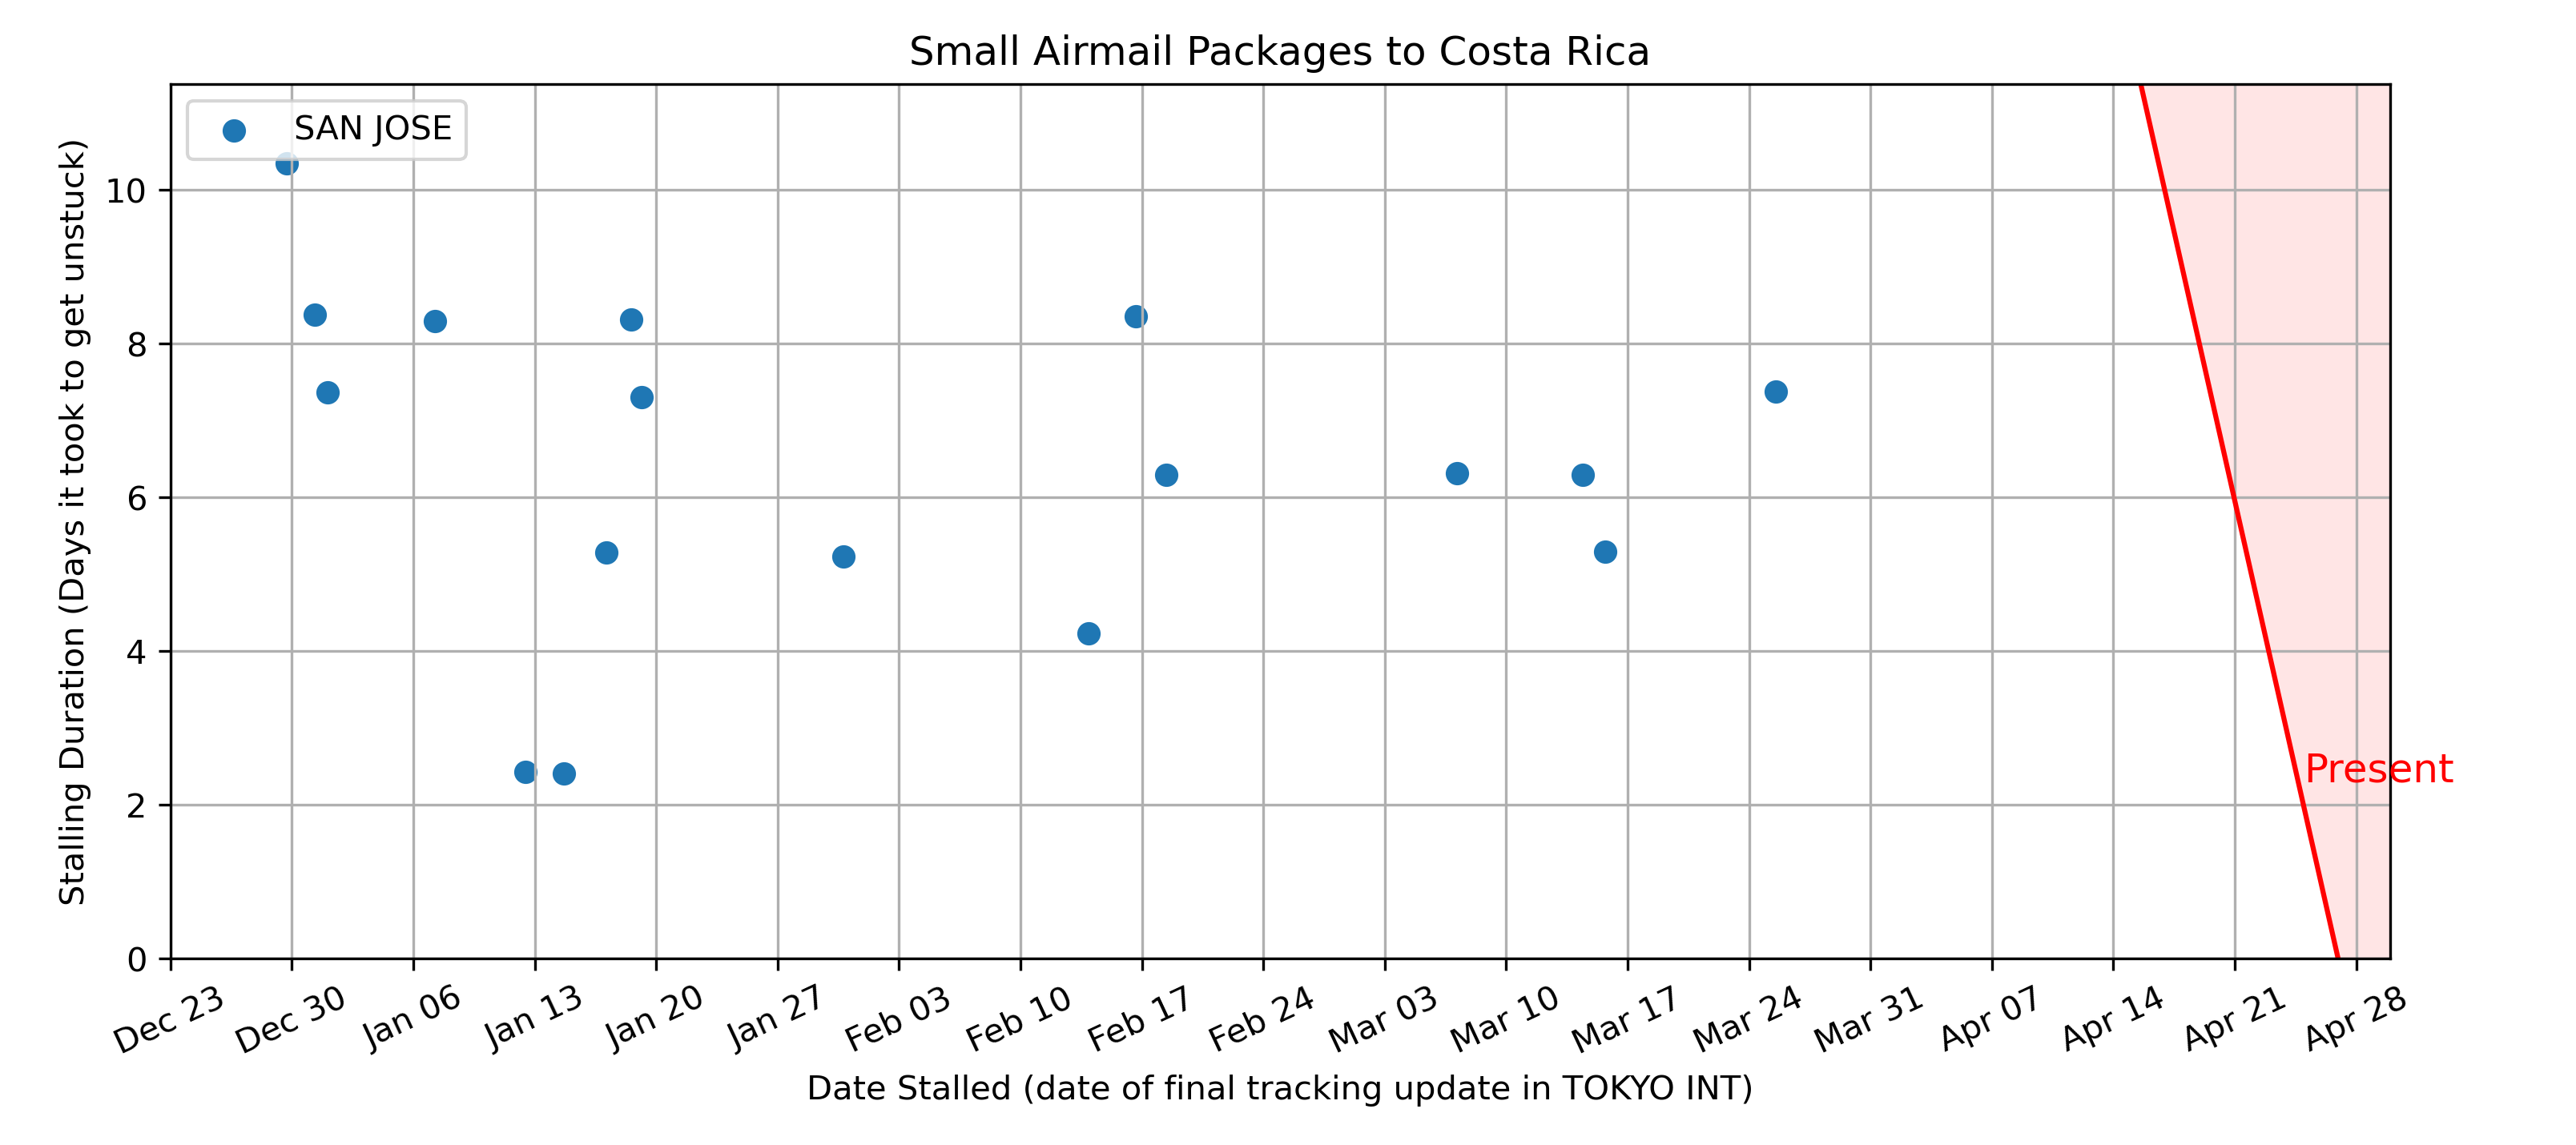 Small Airmail Packages to Costa Rica
SAN JOSE
Stalling Duration (Days it took to get unstuck)
10
8
6
4
2
0
Present
Dec 23
Dec 30
Jan 06
Jan 13
Jan 20
Jan 27
Feb 03
Feb 10
Feb 17
Feb 24
Mar 03
Mar 10
Mar 17
Mar 24
Mar 31
Apr 07
Apr 14
Apr 21
Apr 28
Date Stalled (date of final tracking update in TOKYO INT)